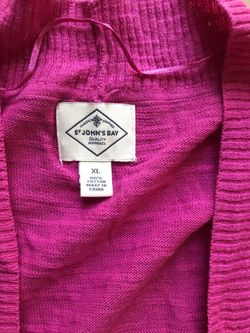 ST JOHN'S BAY
QUALITY
APPAREL
XL
100%
COTTON
MADE IN
CHINA